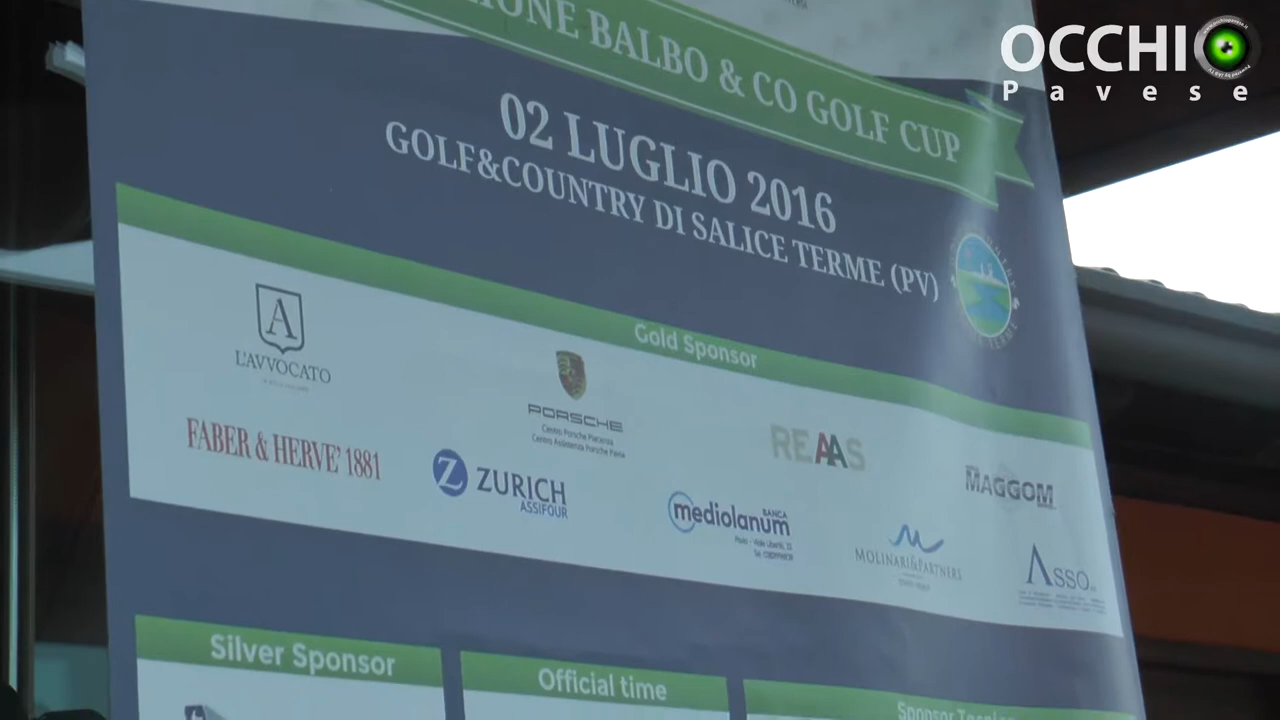 OCCHIO
Pavese
IONE BALBO & CO GOLF CUP
02 LUGLIO 2016
GOLF&COUNTRY DI SALICE TERME (PV)
Gold Sponsor
A
L'AVVOCATO
PORSCHE
Centro Porsche Piacenza
Centro Assistenza Porsche Pavia
REAAS
MAGGOM
FABER & HERVE' 1881
Z ZURICH
ASSIFOUR
BANCA
mediolanum
MOLINARI&PARTNERS
ASSO
Silver Sponsor
Official time
Sponsor